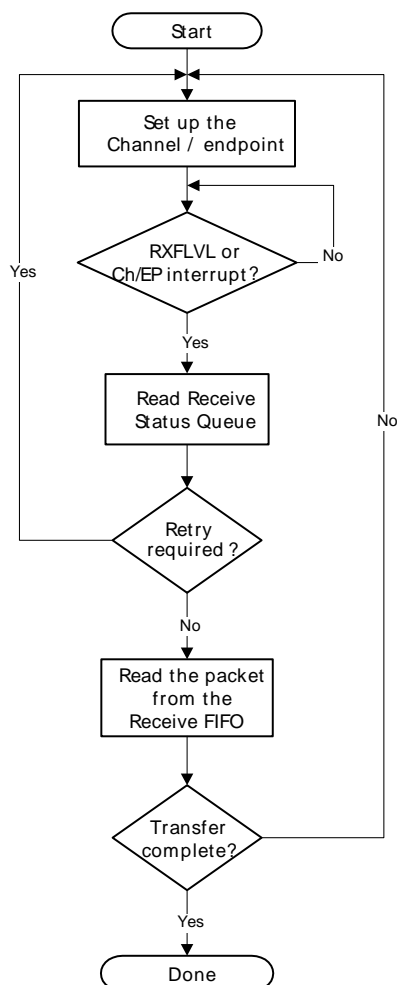 Start
Set up the
Channel / endpoint
RXFLVL or
Ch/EP interrupt?
No
Yes
Yes
Read Receive
Status Queue
No
Retry
required?
No
Read the packet
from the
Receive FIFO
Transfer
complete?
Yes
Done